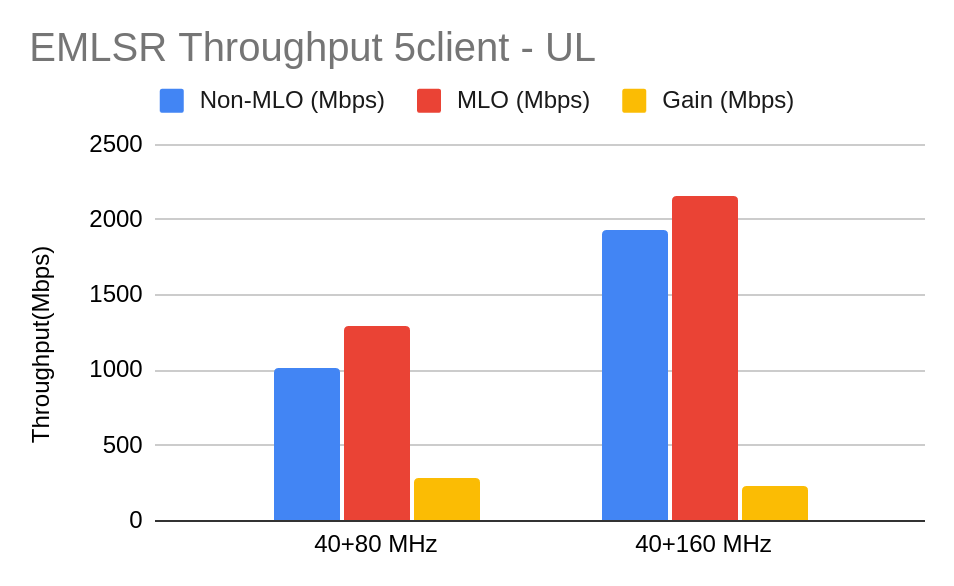 EMLSR Throughput 5client - UL
Non-MLO (Mbps) MLO (Mbps) Gain (Mbps)
Throughput(Mbps)
2500
2000
1500
1000
500
0
40+80 MHz 40+160 MHz